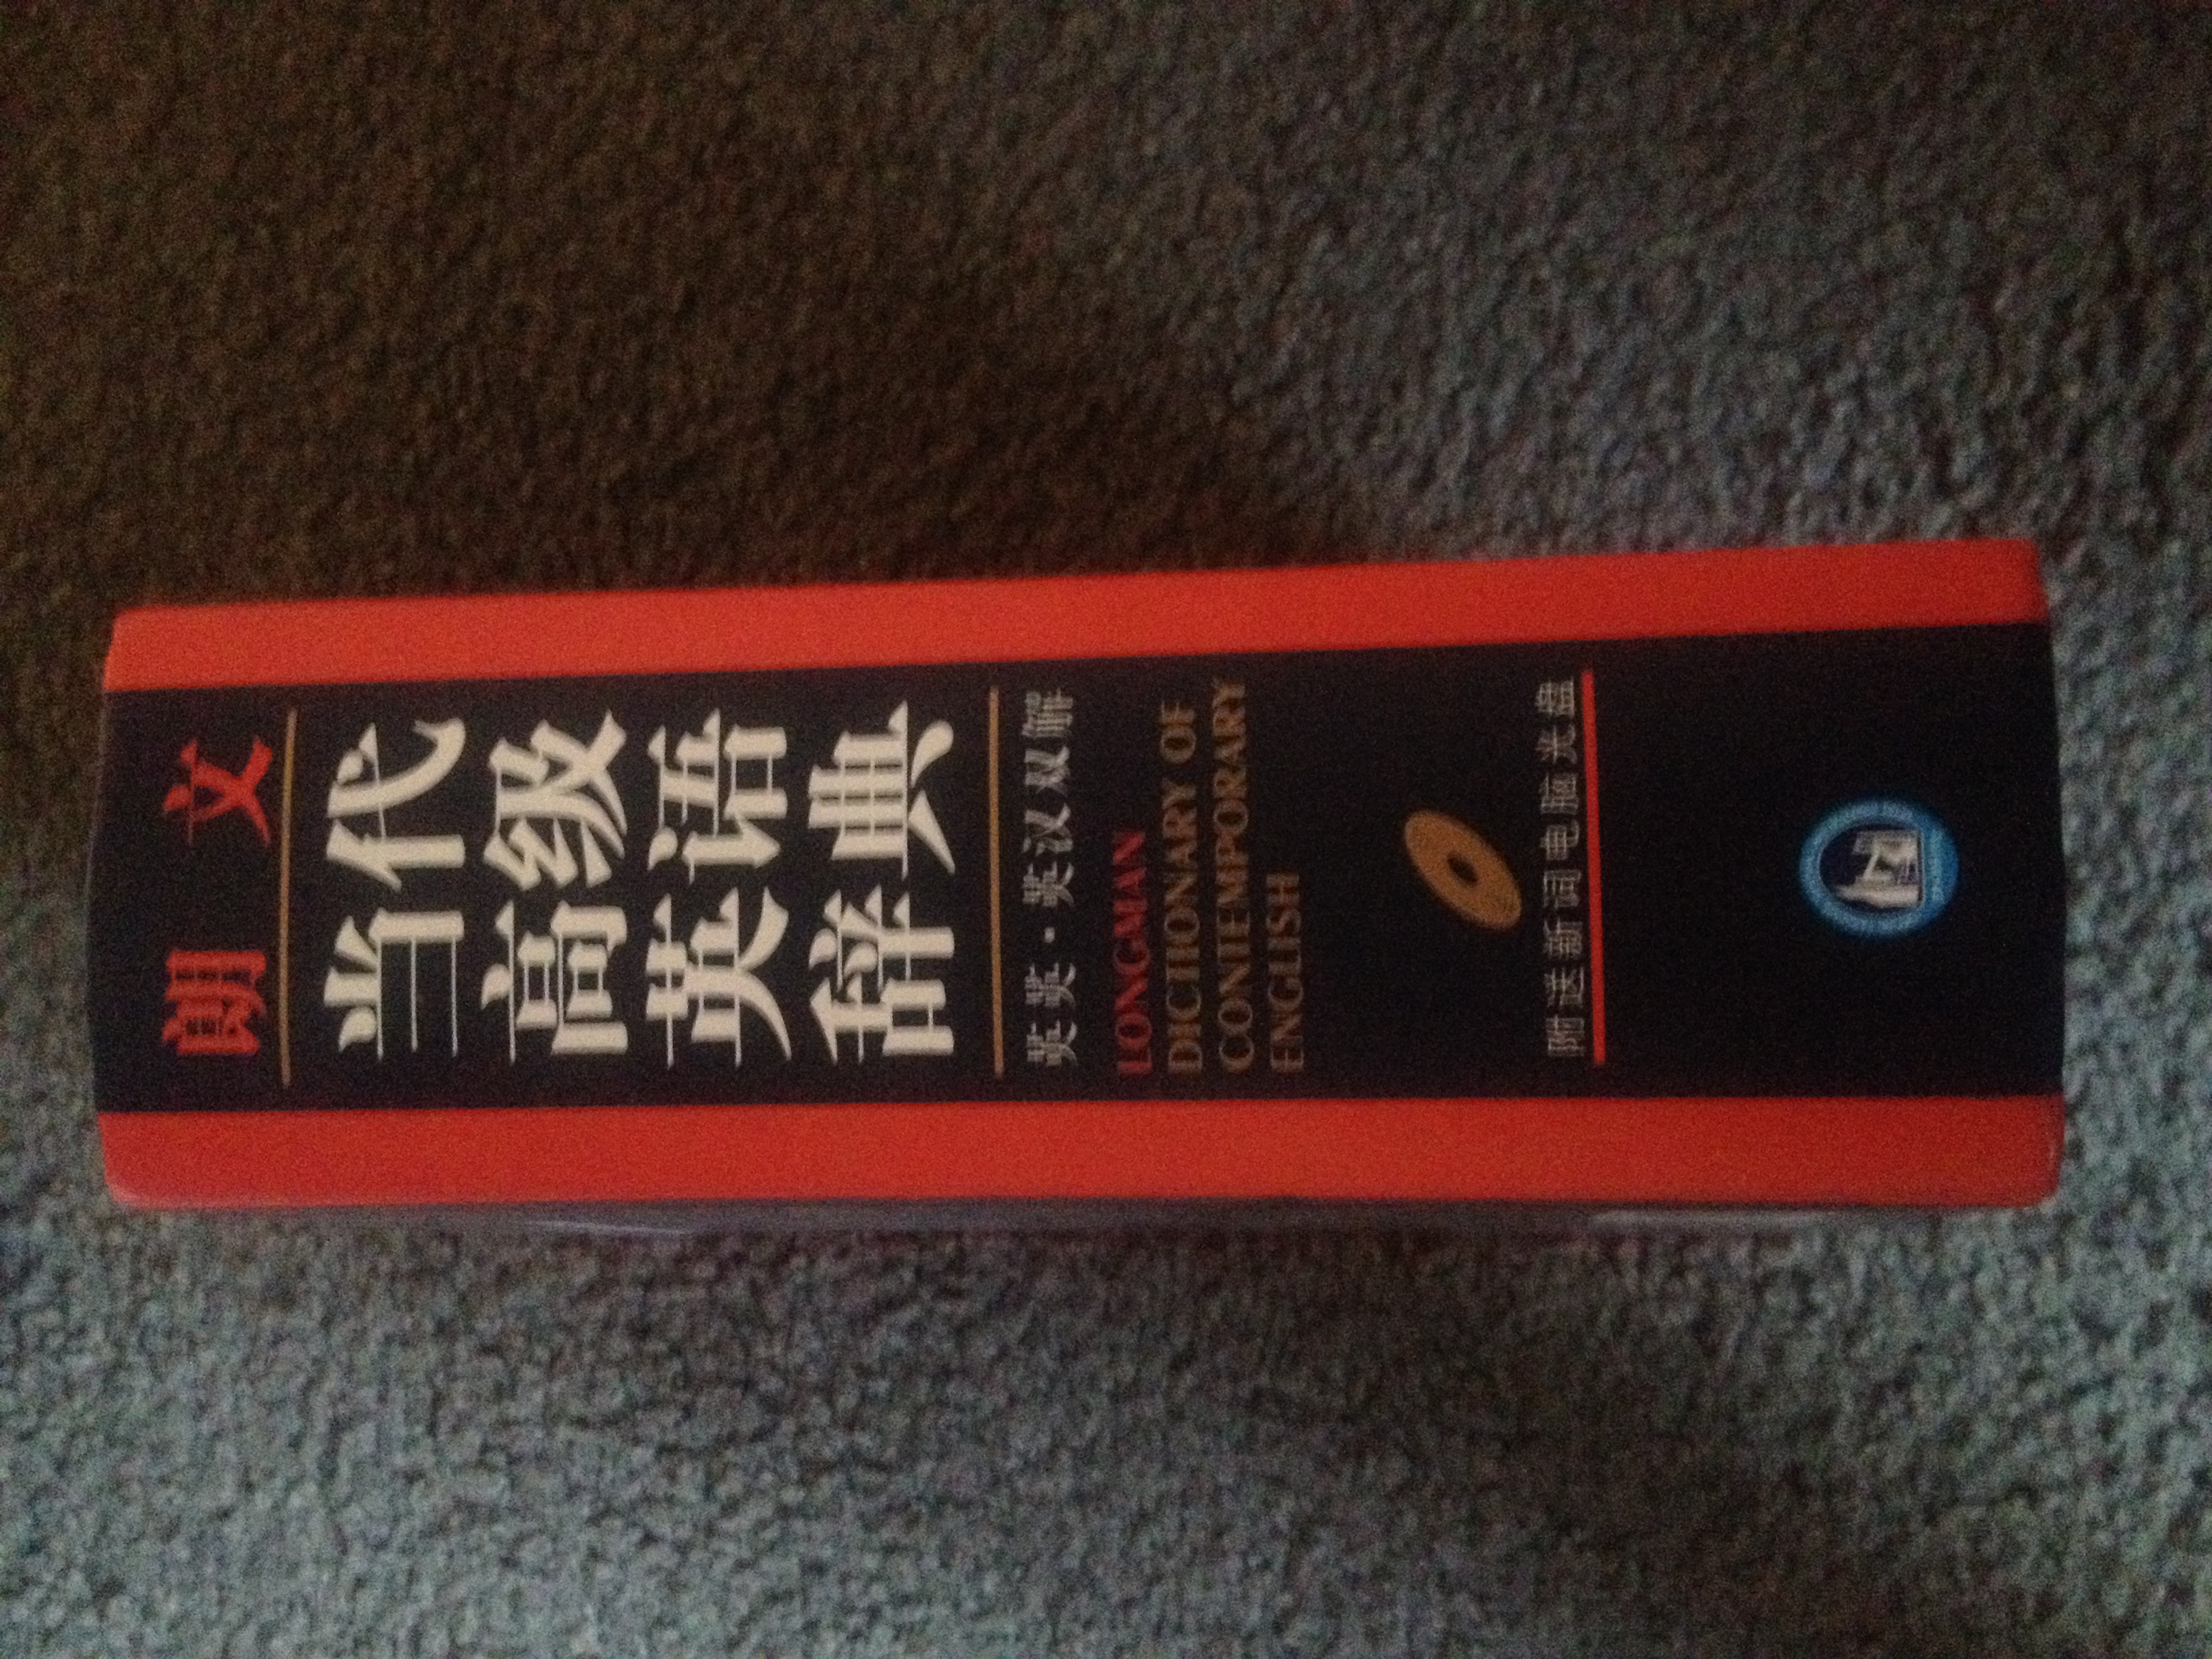 朗 文
当代
高级
英语
辞典
英英·英汉双解
LONGMAN
DICTIONARY OF
CONTEMPORARY
ENGLISH
附送新词电脑光盘